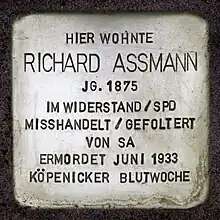 HIER WOHNTE
RICHARD ASSMANN
JG. 1875
IM WIDERSTAND / SPD
MISSHANDELT / GEFOLTERT
VON SA
ERMORDET JUNI 1933
KÖPENICKER BLUTWOCHE